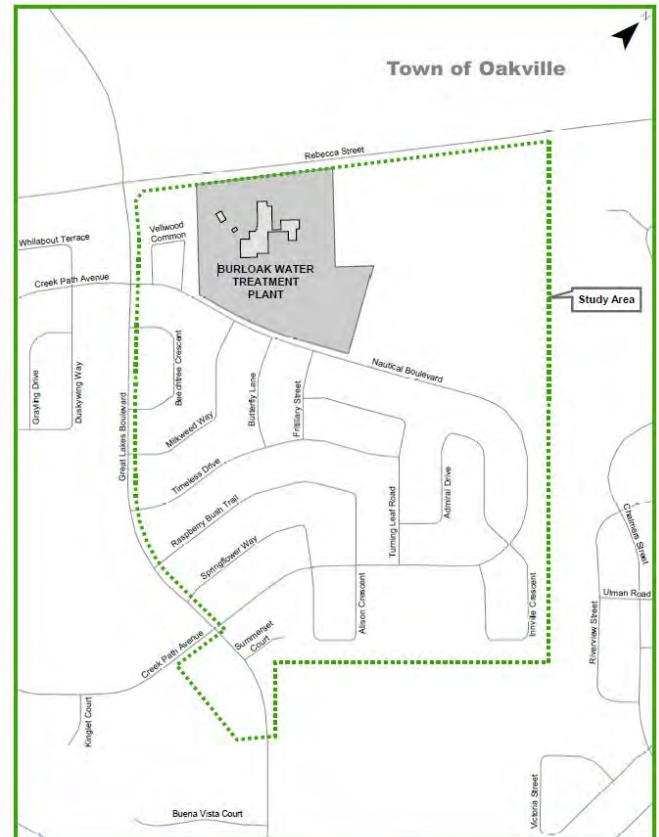 N
Town of Oakville
Rebecca Street
Vellwood
Common
Whilabout Terrace
Creek Path Avenue
BURLOAK WATER
TREATMENT
PLANT
Study Area
Grayling Drive
Duskywing Way
Great Lakes Boulevard
Beechtree Crescent
Milkweed Way
Butterfly Lane
Fritillary Street
Nautical Boulevard
Timeless Drive
Raspberry Bush Trail
Springflower Way
Turning Leaf Road
Admiral Drive
Alison Crescent
Innville Crescent
Chalmers Street
Ulman Road
Riverview Street
Creek Path Avenue
Summerset
Court
Kinglet Court
Buena Vista Court
Victoria Street